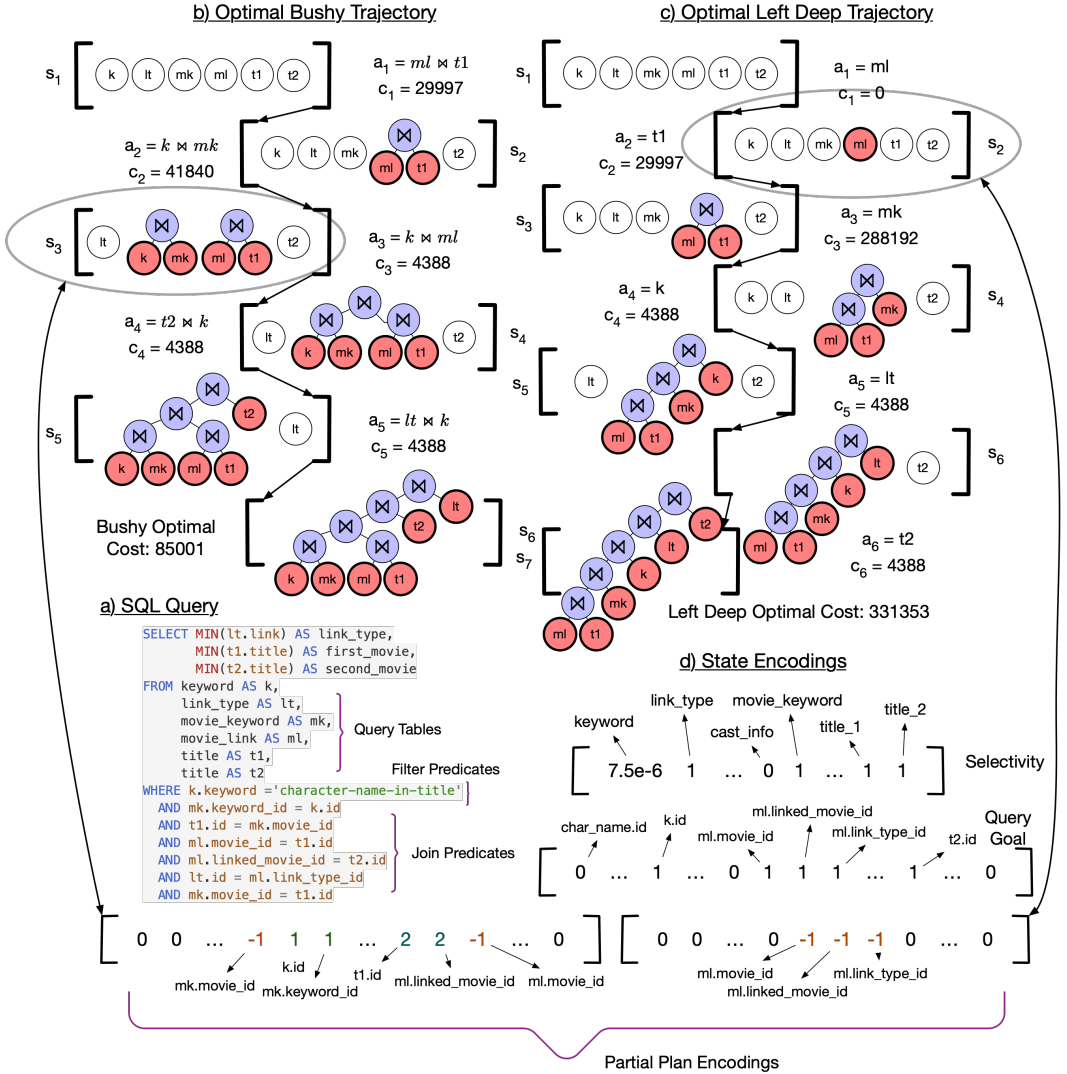 b) Optimal Bushy Trajectory
s1
k lt mk ml t1 t2
a1 = ml ⋈ t1
c1 = 29997
a2 = k ⋈ mk
c2 = 41840
k lt mk ⋈ ml t1 t2
s2
s3
lt ⋈ k mk ⋈ ml t1 t2
a3 = k ⋈ ml
c3 = 4388
a4 = t2 ⋈ k
c4 = 4388
lt ⋈ ⋈ ⋈ k mk ml t1 t2
s4
s5
⋈ ⋈ t2 ⋈ ⋈ k mk ml t1 lt
a5 = lt ⋈ k
c5 = 4388
Bushy Optimal
Cost: 85001
⋈ ⋈ lt ⋈ t2 ⋈ ⋈ k mk ml t1
s6
c) Optimal Left Deep Trajectory
s1
k lt mk ml t1 t2
a1 = ml
c1 = 0
a2 = t1
c2 = 29997
k lt mk ml t1 t2
s2
s3
k lt mk ⋈ ml t1 t2
a3 = mk
c3 = 288192
a4 = k
c4 = 4388
k lt ⋈ ⋈ mk ml t1 t2
s4
s5
lt ⋈ ⋈ k ⋈ mk ml t1 t2
a5 = lt
c5 = 4388
⋈ ⋈ lt ⋈ k ⋈ mk ml t1 t2
s6
s7
⋈ t2 ⋈ lt ⋈ k ⋈ ⋈ mk ml t1
a6 = t2
c6 = 4388
Left Deep Optimal Cost: 331353
a) SQL Query
SELECT MIN(lt.link) AS link_type,
MIN(t1.title) AS first_movie,
MIN(t2.title) AS second_movie
FROM keyword AS k,
link_type AS lt,
movie_keyword AS mk,
movie_link AS ml,
title AS t1,
title AS t2
WHERE k.keyword ='character-name-in-title'
AND mk.keyword_id = k.id
AND t1.id = mk.movie_id
AND ml.movie_id = t1.id
AND ml.linked_movie_id = t2.id
AND lt.id = ml.link_type_id
AND mk.movie_id = t1.id
Query Tables
Filter Predicates
Join Predicates
d) State Encodings
keyword link_type movie_keyword cast_info title_1 title_2
7.5e-6 1 ... 0 1 ... 1 1
Selectivity
char_name.id k.id ml.movie_id ml.linked_movie_id ml.link_type_id t2.id
Query
Goal
0 ... 1 ... 0 1 1 1 ... 1 ... 0
0 0 ... -1 1 1 ... 2 2 -1 ... 0
mk.movie_id k.id mk.keyword_id t1.id ml.linked_movie_id ml.movie_id
0 0 ... 0 -1 -1 -1 0 ... 0
ml.movie_id ml.linked_movie_id ml.link_type_id
Partial Plan Encodings